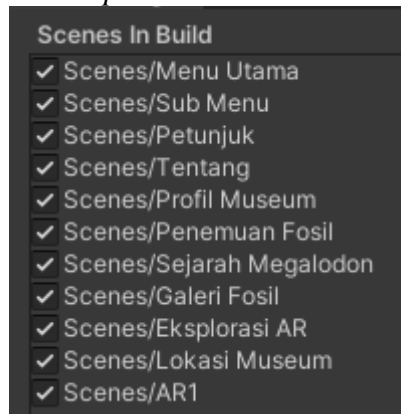 Scenes In Build
Scenes/Menu Utama
Scenes/Sub Menu
Scenes/Petunjuk
Scenes/Tentang
Scenes/Profil Museum
Scenes/Penemuan Fosil
Scenes/Sejarah Megalodon
Scenes/Galeri Fosil
Scenes/Eksplorasi AR
Scenes/Lokasi Museum
Scenes/AR1